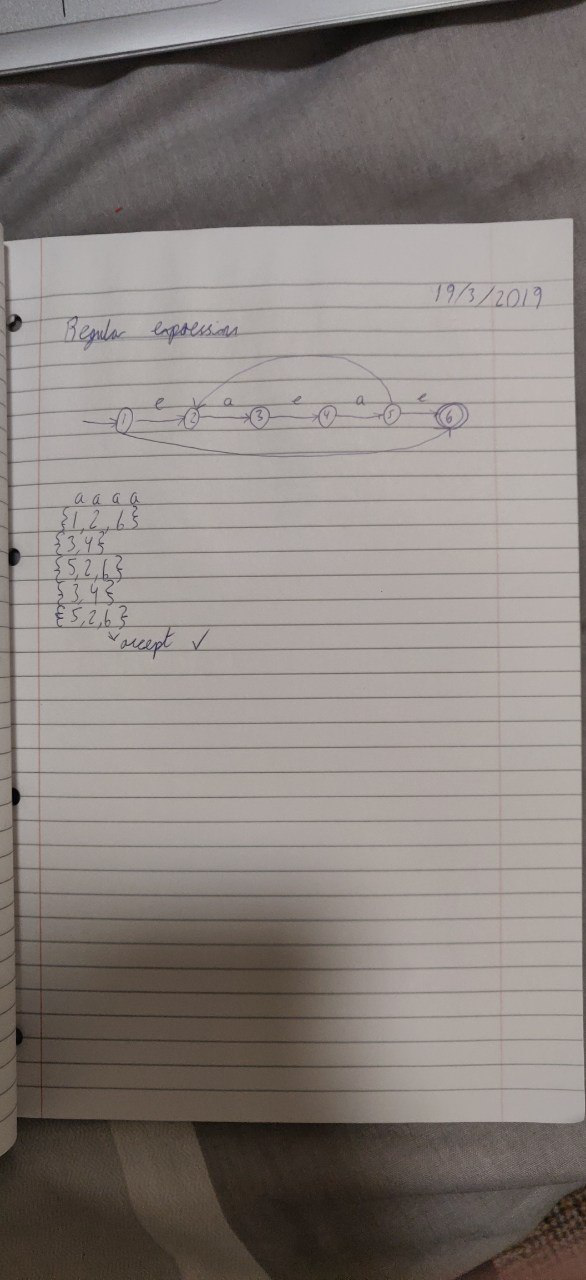 19/3/2019
Regular expression
e a e a e
1 2 3 4 5 6
a a a a
{1,2,6}
{3,4}
{5,2,6}
{3,4}
{5,2,6}
accept ✓